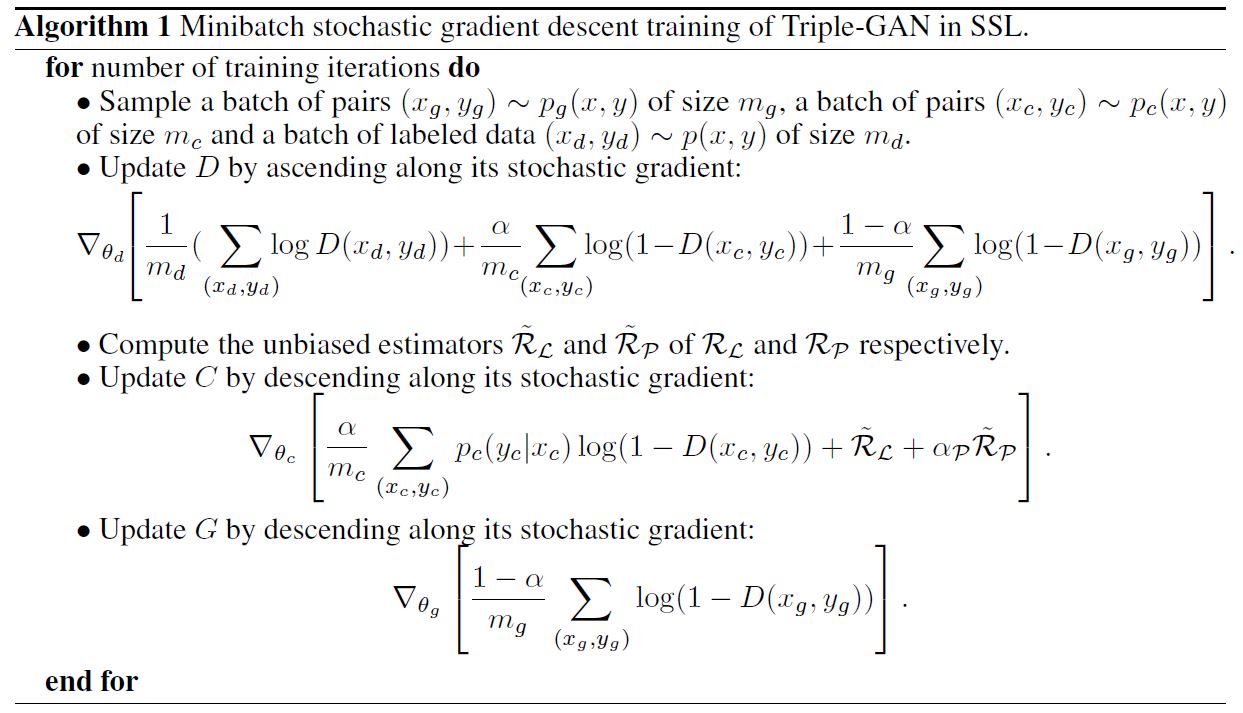 Algorithm 1 Minibatch stochastic gradient descent training of Triple-GAN in SSL.
for number of training iterations do
• Sample a batch of pairs $(x_g, y_g) \sim p_g(x, y)$ of size $m_g$, a batch of pairs $(x_c, y_c) \sim p_c(x, y)$
of size $m_c$ and a batch of labeled data $(x_d, y_d) \sim p(x, y)$ of size $m_d$.
• Update $D$ by ascending along its stochastic gradient:
$\nabla_{\theta_d} \left[ \frac{1}{m_d} ( \sum_{(x_d, y_d)} \log D(x_d, y_d)) + \frac{\alpha}{m_c} \sum_{(x_c, y_c)} \log(1 - D(x_c, y_c)) + \frac{1 - \alpha}{m_g} \sum_{(x_g, y_g)} \log(1 - D(x_g, y_g)) \right].$
• Compute the unbiased estimators $\tilde{\mathcal{R}}_{\mathcal{L}}$ and $\tilde{\mathcal{R}}_{\mathcal{P}}$ of $\mathcal{R}_{\mathcal{L}}$ and $\mathcal{R}_{\mathcal{P}}$ respectively.
• Update $C$ by descending along its stochastic gradient:
$\nabla_{\theta_c} \left[ \frac{\alpha}{m_c} \sum_{(x_c, y_c)} p_c(y_c|x_c) \log(1 - D(x_c, y_c)) + \tilde{\mathcal{R}}_{\mathcal{L}} + \alpha_{\mathcal{P}} \tilde{\mathcal{R}}_{\mathcal{P}} \right].$
• Update $G$ by descending along its stochastic gradient:
$\nabla_{\theta_g} \left[ \frac{1 - \alpha}{m_g} \sum_{(x_g, y_g)} \log(1 - D(x_g, y_g)) \right].$
end for